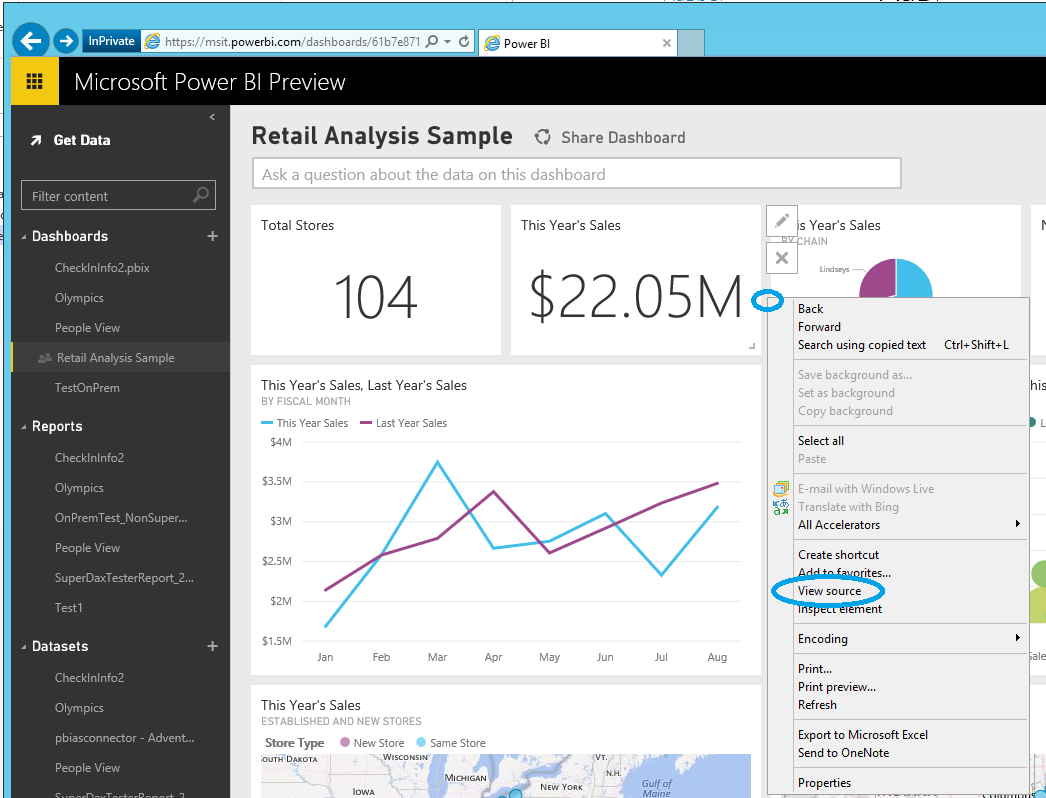 InPrivate
https://msit.powerbi.com/dashboards/61b7e871
Power BI
Microsoft Power BI Preview
Get Data
Filter content
Dashboards
CheckInInfo2.pbix
Olympics
People View
Retail Analysis Sample
TestOnPrem
Reports
CheckInInfo2
Olympics
OnPremTest_NonSuper...
People View
SuperDaxTesterReport_2...
Test1
Datasets
CheckInInfo2
Olympics
pbiasconnector - Advent...
People View
SuperDaxTesterReport_2
Retail Analysis Sample
Share Dashboard
Ask a question about the data on this dashboard
Total Stores
104
This Year's Sales
$22.05M
is Year's Sales
BY CHAIN
Lindseys
This Year's Sales, Last Year's Sales
BY FISCAL MONTH
This Year Sales Last Year Sales
$4M
$3.5M
$3M
$2.5M
$2M
$1.5M
Jan Feb Mar Apr May Jun Jul Aug
This Year's Sales
ESTABLISHED AND NEW STORES
Store Type New Store Same Store
SOUTH DAKOTA
WISCONSIN
MICHIGAN
IOWA
NEW YORK
VT.
N.H.
Gulf of
Maine
Back
Forward
Search using copied text Ctrl+Shift+L
Save background as...
Set as background
Copy background
Select all
Paste
E-mail with Windows Live
Translate with Bing
All Accelerators
Create shortcut
Add to favorites...
View source
Inspect element
Encoding
Print...
Print preview...
Refresh
Export to Microsoft Excel
Send to OneNote
Properties